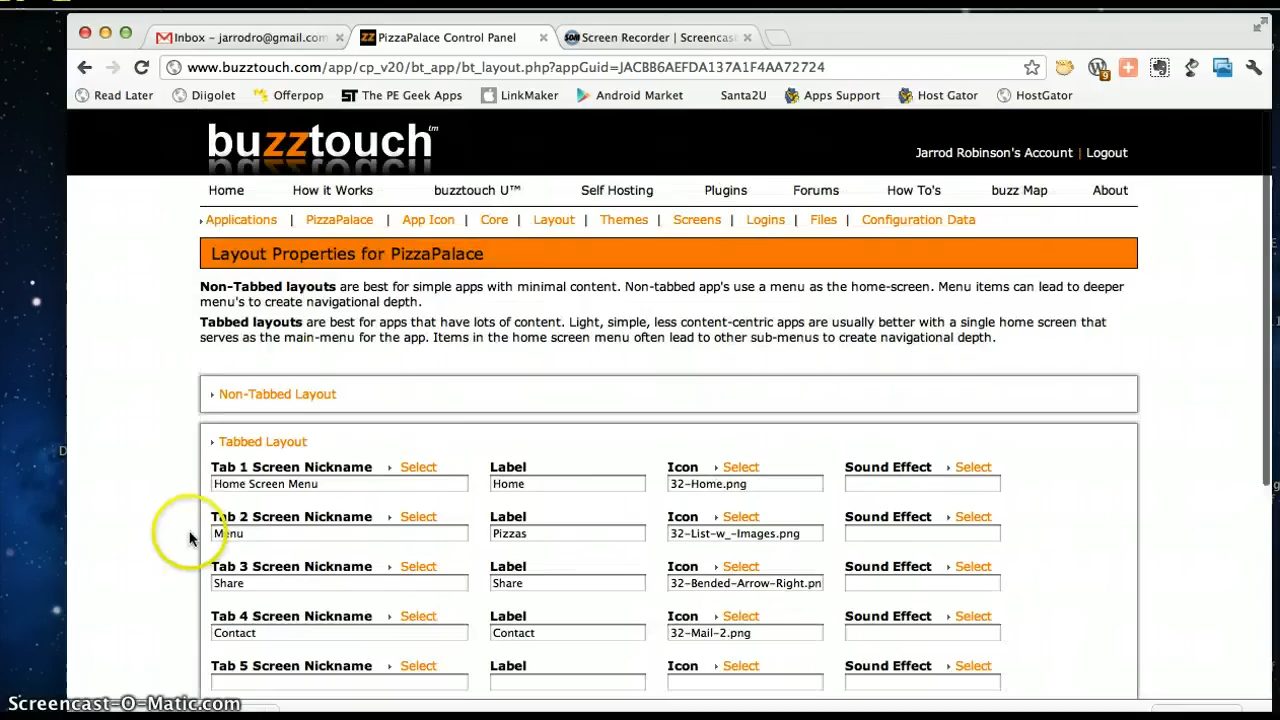 Inbox – jarrodro@gmail.com
PizzaPalace Control Panel
Screen Recorder | Screencast
www.buzztouch.com/app/cp_v20/bt_app/bt_layout.php?appGuid=JACBB6AEFDA137A1F4AA72724
9
Read Later Diigolet Offerpop The PE Geek Apps LinkMaker Android Market Santa2U Apps Support Host Gator HostGator
buzztouch™
Jarrod Robinson's Account | Logout
Home How it Works buzztouch U™ Self Hosting Plugins Forums How To's buzz Map About
Applications | PizzaPalace | App Icon | Core | Layout | Themes | Screens | Logins | Files | Configuration Data
Layout Properties for PizzaPalace
Non-Tabbed layouts are best for simple apps with minimal content. Non-tabbed app's use a menu as the home-screen. Menu items can lead to deeper
menu's to create navigational depth.
Tabbed layouts are best for apps that have lots of content. Light, simple, less content-centric apps are usually better with a single home screen that
serves as the main-menu for the app. Items in the home screen menu often lead to other sub-menus to create navigational depth.
Non-Tabbed Layout
Tabbed Layout
Tab 1 Screen Nickname Select Label Icon Select Sound Effect Select
Home Screen Menu Home 32-Home.png
Tab 2 Screen Nickname Select Label Icon Select Sound Effect Select
Menu Pizzas 32-List-w_-Images.png
Tab 3 Screen Nickname Select Label Icon Select Sound Effect Select
Share Share 32-Bended-Arrow-Right.pn
Tab 4 Screen Nickname Select Label Icon Select Sound Effect Select
Contact Contact 32-Mail-2.png
Tab 5 Screen Nickname Select Label Icon Select Sound Effect Select
Screencast-O-Matic.com